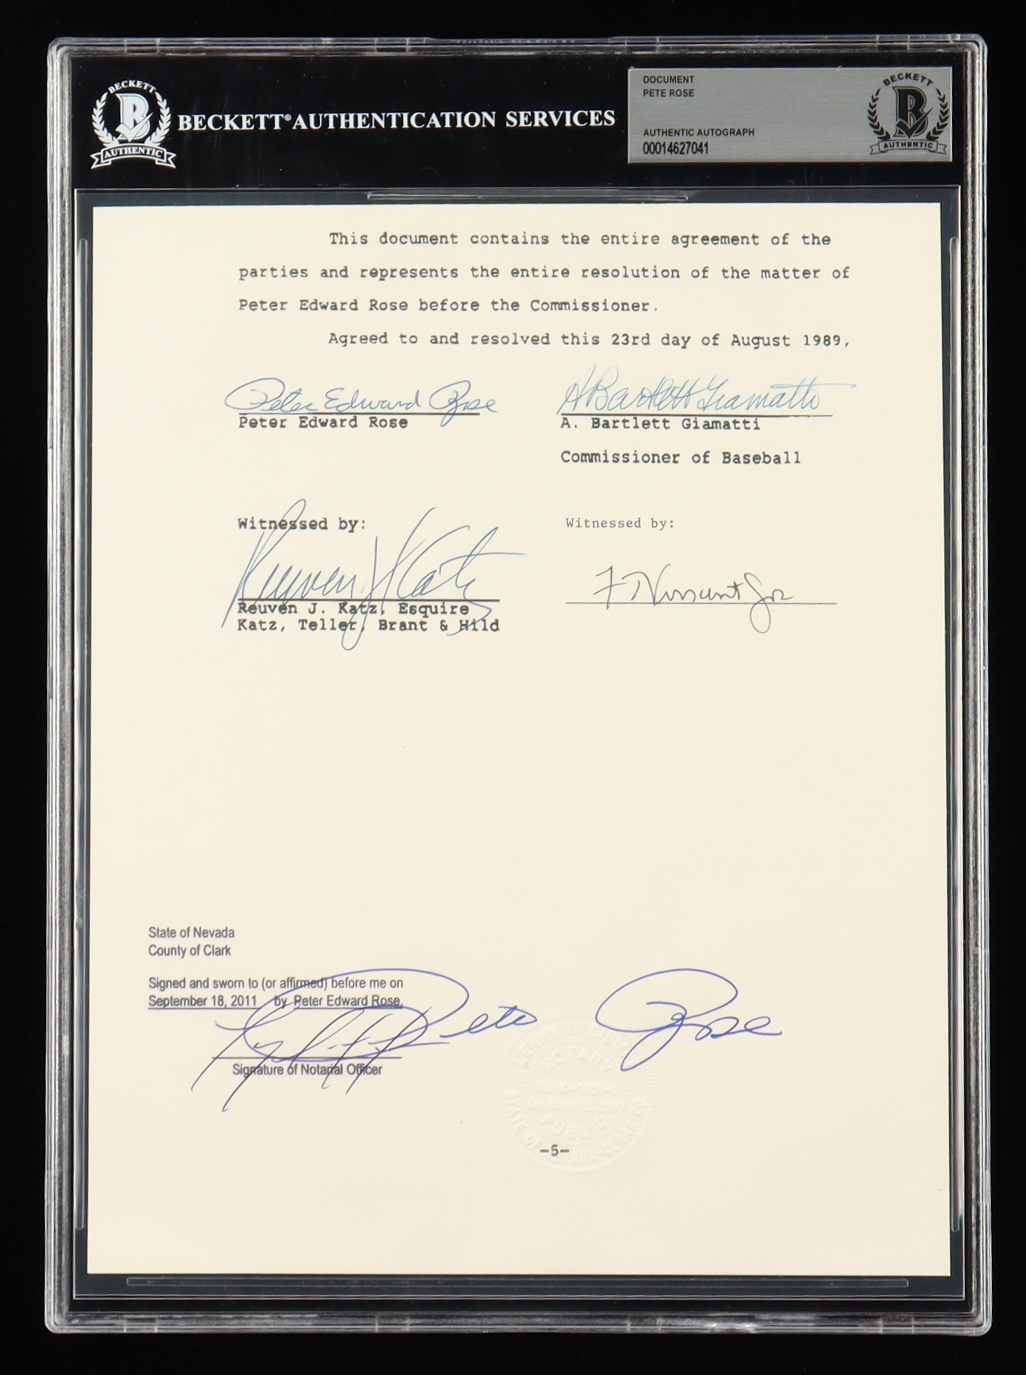 BECKETT
B
AUTHENTIC
BECKETT® AUTHENTICATION SERVICES
DOCUMENT
PETE ROSE
AUTHENTIC AUTOGRAPH
00014627041
BECKETT
B
AUTHENTIC
This document contains the entire agreement of the
parties and represents the entire resolution of the matter of
Peter Edward Rose before the Commissioner.
Agreed to and resolved this 23rd day of August 1989,
Peter Edward Rose
Peter Edward Rose
A Bartlett Giamatti
A. Bartlett Giamatti
Commissioner of Baseball
Witnessed by:
Reuven J Katz
Reuven J. Katz, Esquire
Katz, Teller, Brant & Hild
Witnessed by:
State of Nevada
County of Clark
Signed and sworn to (or affirmed) before me on
September 18, 2011 by Peter Edward Rose.
Pete Rose
Signature of Notarial Officer
NOTARY
PUBLIC
-5-